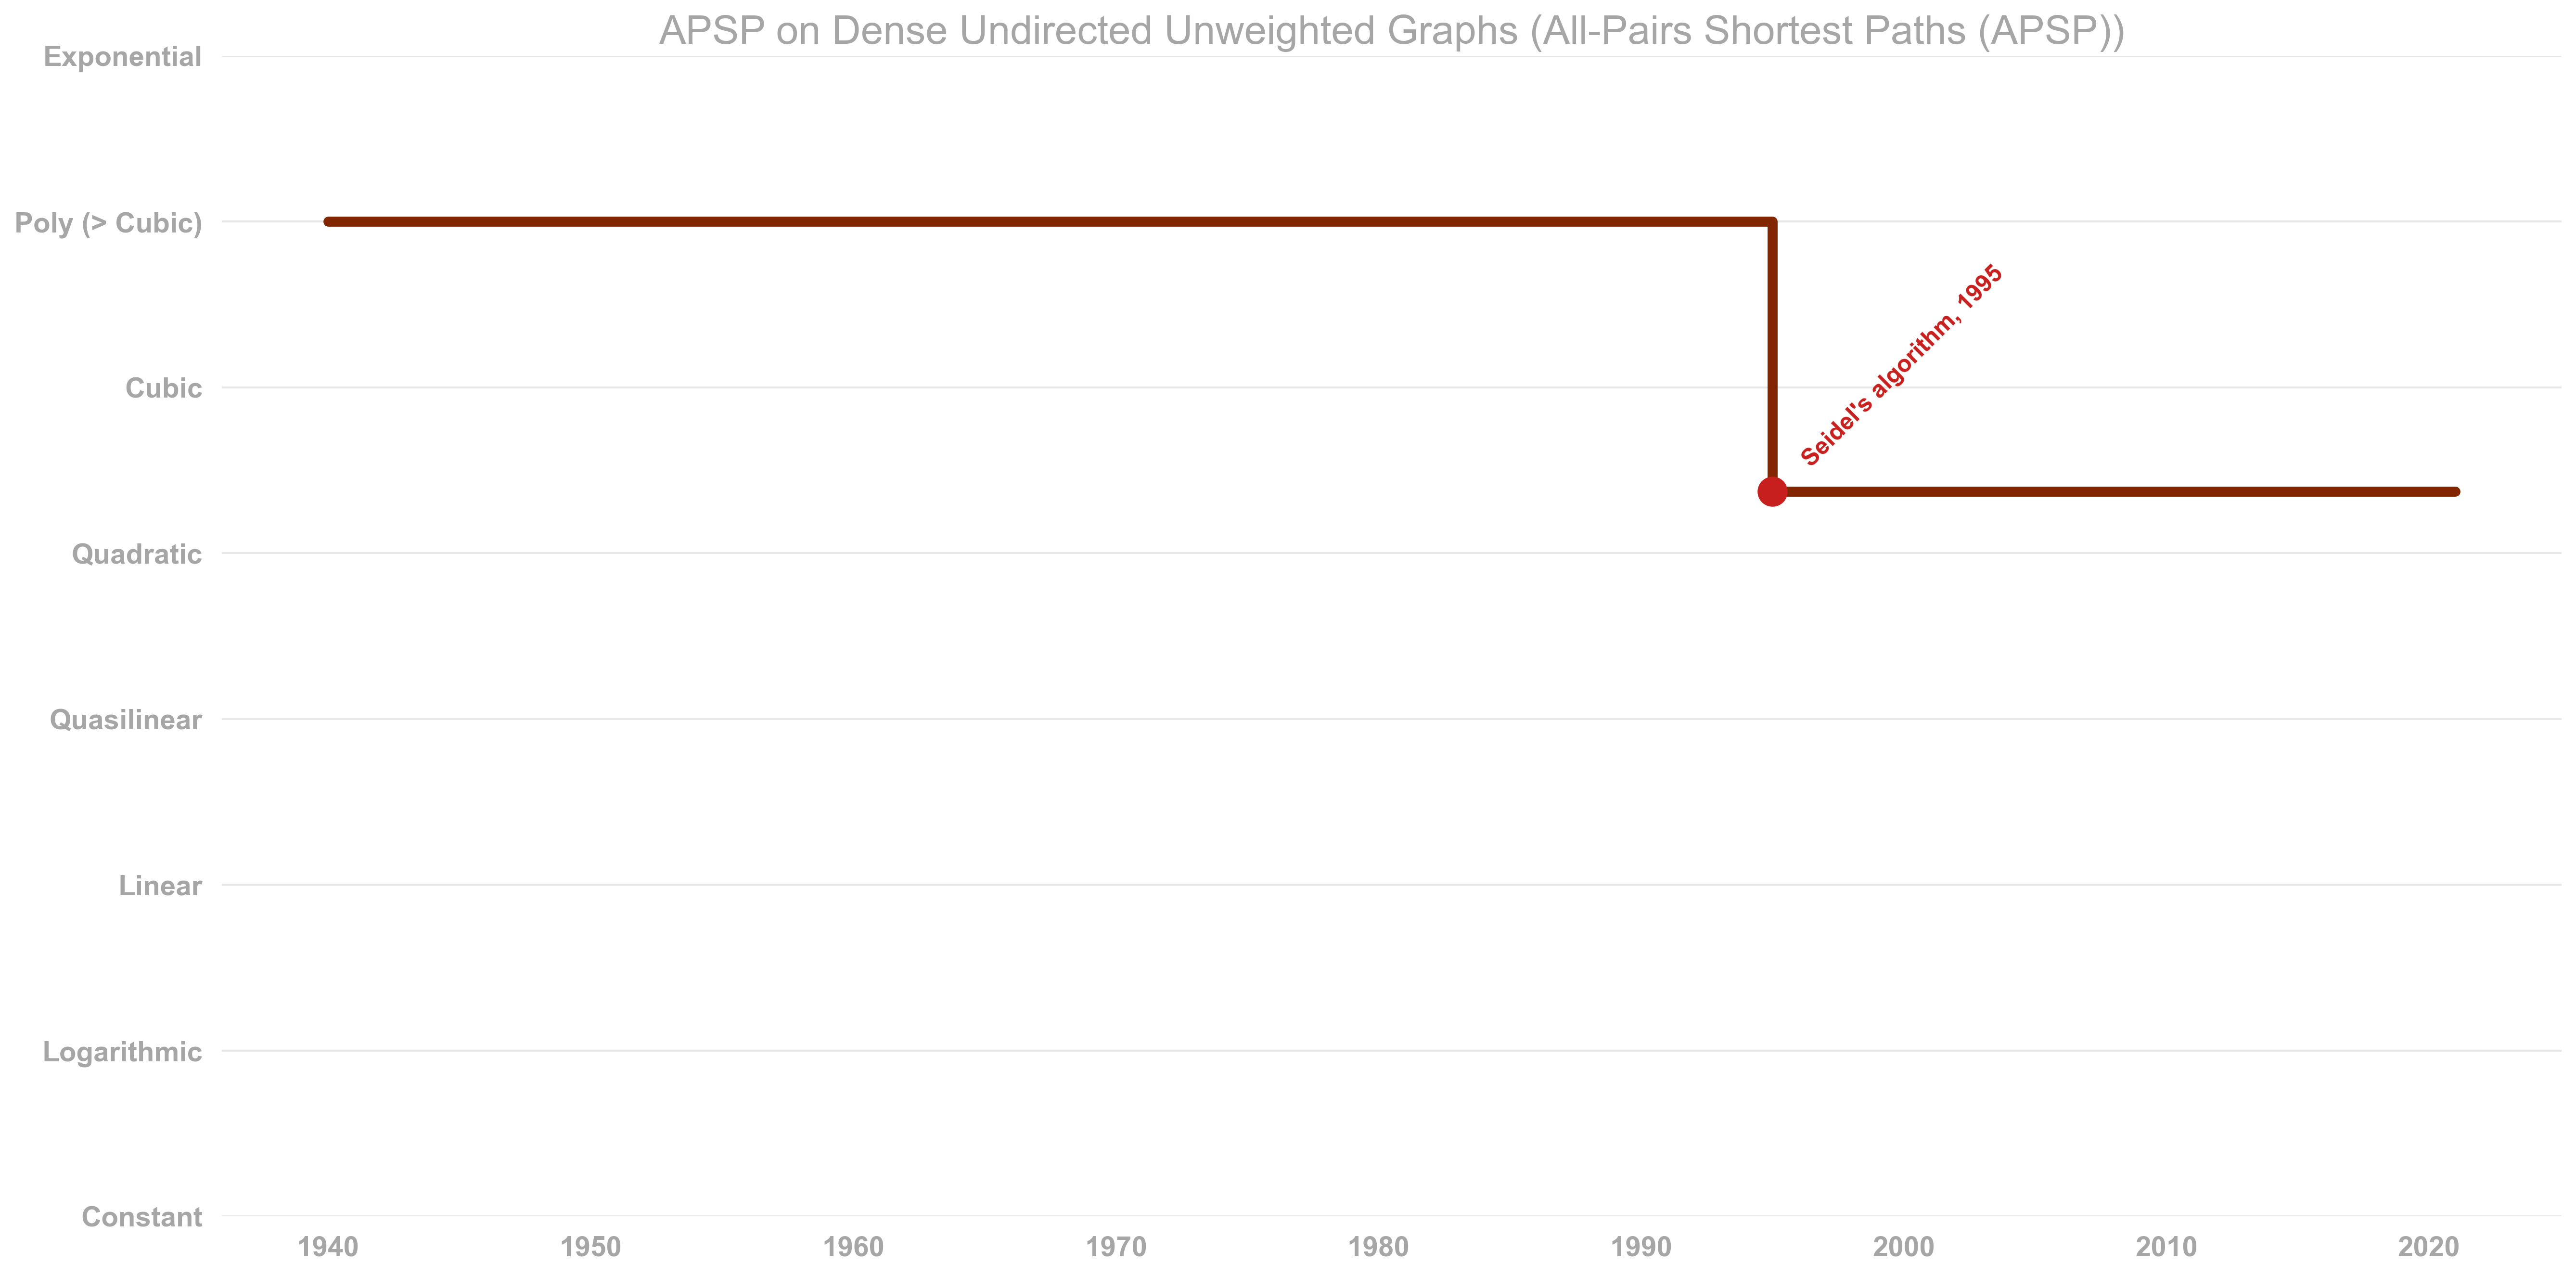 APSP on Dense Undirected Unweighted Graphs (All-Pairs Shortest Paths (APSP))
Exponential
Poly (> Cubic)
Cubic
Quadratic
Quasilinear
Linear
Logarithmic
Constant
Seidel's algorithm, 1995
1940 1950 1960 1970 1980 1990 2000 2010 2020